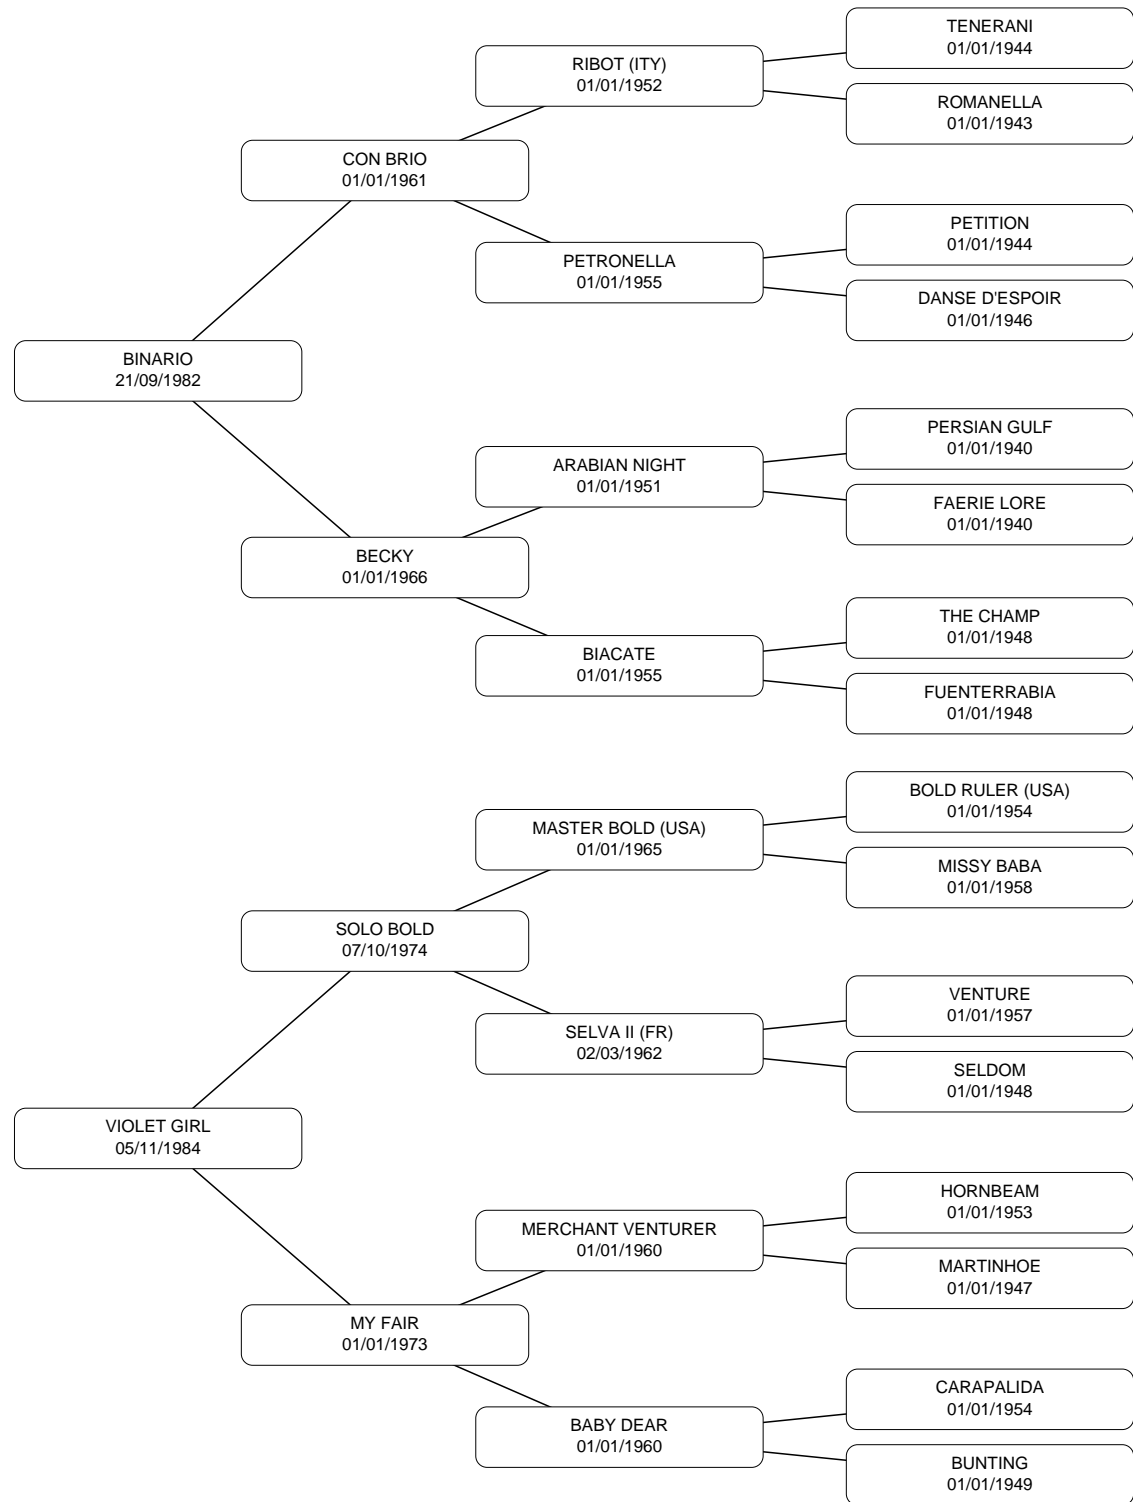 TENERANI
01/01/1944
RIBOT (ITY)
01/01/1952
ROMANELLA
01/01/1943
CON BRIO
01/01/1961
PETITION
01/01/1944
PETRONELLA
01/01/1955
DANSE D'ESPOIR
01/01/1946
BINARIO
21/09/1982
PERSIAN GULF
01/01/1940
ARABIAN NIGHT
01/01/1951
FAERIE LORE
01/01/1940
BECKY
01/01/1966
THE CHAMP
01/01/1948
BIACATE
01/01/1955
FUENTERRABIA
01/01/1948
BOLD RULER (USA)
01/01/1954
MASTER BOLD (USA)
01/01/1965
MISSY BABA
01/01/1958
SOLO BOLD
07/10/1974
VENTURE
01/01/1957
SELVA II (FR)
02/03/1962
SELDOM
01/01/1948
VIOLET GIRL
05/11/1984
HORNBEAM
01/01/1953
MERCHANT VENTURER
01/01/1960
MARTINHOE
01/01/1947
MY FAIR
01/01/1973
CARAPALIDA
01/01/1954
BABY DEAR
01/01/1960
BUNTING
01/01/1949